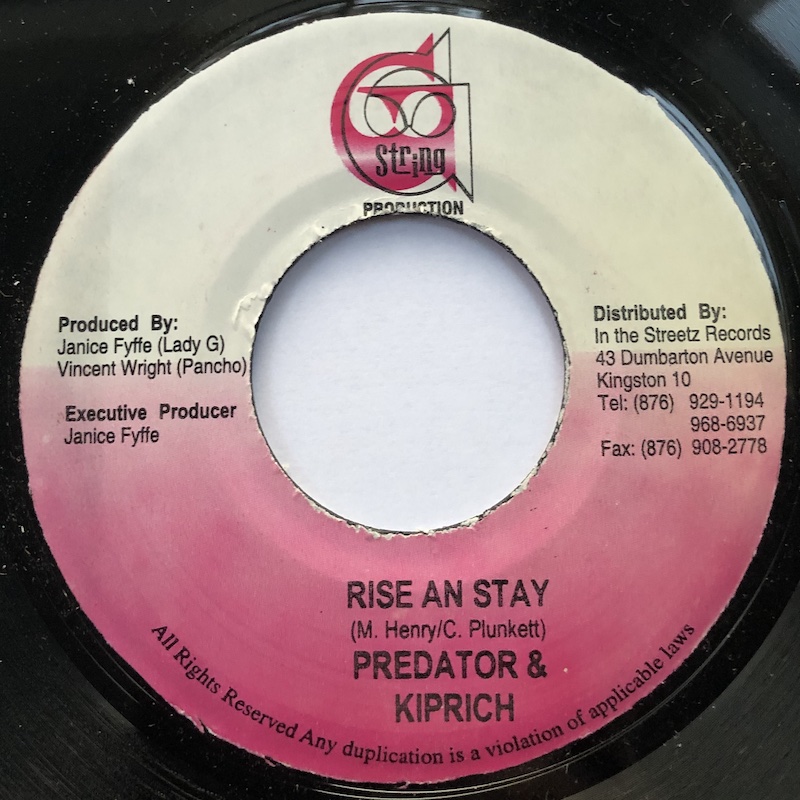 G
String
PRODUCTION
Produced By:
Janice Fyffe (Lady G)
Vincent Wright (Pancho)
Executive Producer
Janice Fyffe
Distributed By:
In the Streetz Records
43 Dumbarton Avenue
Kingston 10
Tel: (876) 929-1194
968-6937
Fax: (876) 908-2778
RISE AN STAY
(M. Henry/C. Plunkett)
PREDATOR &
KIPRICH
All Rights Reserved Any duplication is a violation of applicable laws